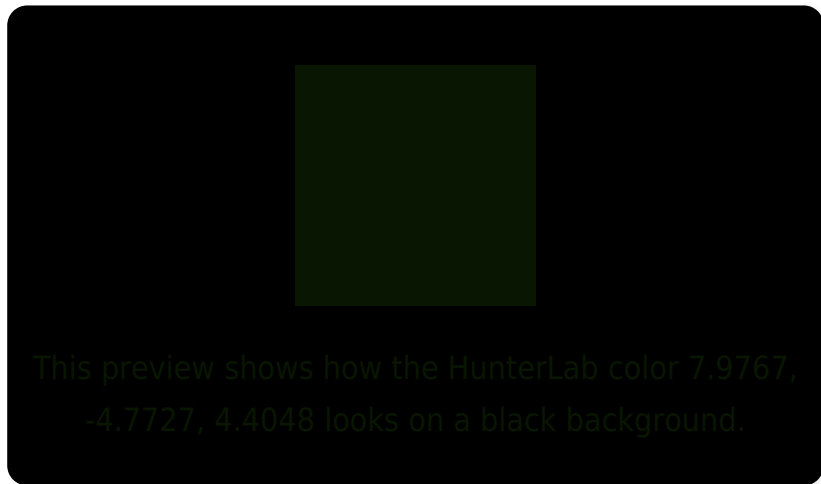 This preview shows how the HunterLab color 7.9767,
-4.7727, 4.4048 looks on a black background.